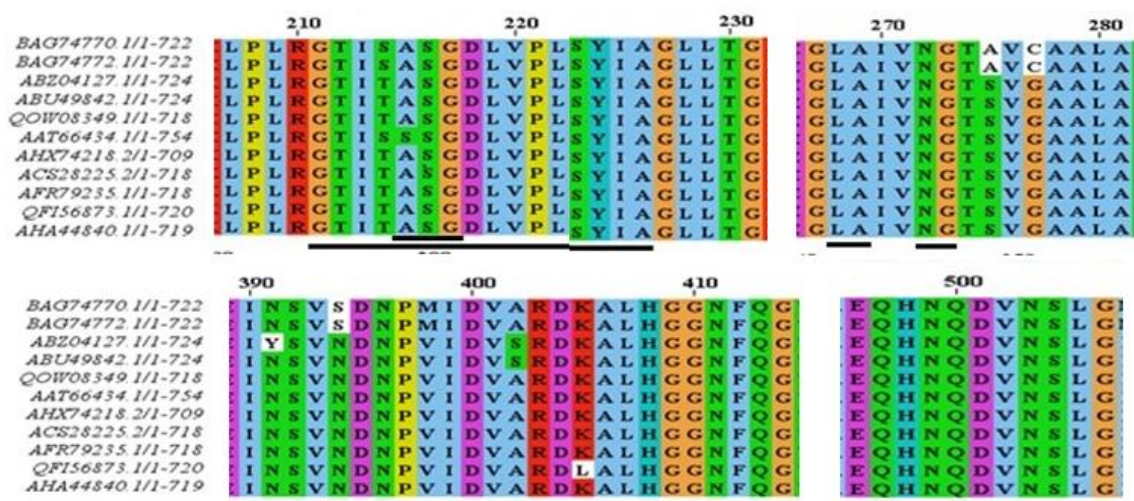 210 220 230 270 280
BAG74770.1/1-722 L P L R G T I S A S G D L V P L S Y I A G L L T G G L A I V N G T A V C A A L A
BAG74772.1/1-722 L P L R G T I S A S G D L V P L S Y I A G L L T G G L A I V N G T A V C A A L A
ABZ04127.1/1-724 L P L R G T I T A S G D L V P L S Y I A G L L T G G L A I V N G T S V G A A L A
ABU49842.1/1-724 L P L R G T I T A S G D L V P L S Y I A G L L T G G L A I V N G T S V G A A L A
QOW08349.1/1-718 L P L R G T I T A S G D L V P L S Y I A G L L T G G L A I V N G T S V G A A L A
AAT66434.1/1-754 L P L R G T I S S S G D L V P L S Y I A G L L T G G L A I V N G T S V G A A L A
AHX74218.2/1-709 L P L R G T I T A S G D L V P L S Y I A G L L T G G L A I V N G T S V G A A L A
ACS28225.2/1-718 L P L R G T I T A S G D L V P L S Y I A G L L T G G L A I V N G T S V G A A L A
AFR79235.1/1-718 L P L R G T I T A S G D L V P L S Y I A G L L T G G L A I V N G T S V G A A L A
QFI56873.1/1-720 L P L R G T I T A S G D L V P L S Y I A G L L T G G L A I V N G T S V G A A L A
AHA44840.1/1-719 L P L R G T I T A S G D L V P L S Y I A G L L T G G L A I V N G T S V G A A L A
390 400 410 500
BAG74770.1/1-722 I N S V S D N P M I D V A R D K A L H G G N F Q G E Q H N Q D V N S L G
BAG74772.1/1-722 I N S V S D N P M I D V A R D K A L H G G N F Q G E Q H N Q D V N S L G
ABZ04127.1/1-724 I Y S V N D N P V I D V S R D K A L H G G N F Q G E Q H N Q D V N S L G
ABU49842.1/1-724 I N S V N D N P V I D V S R D K A L H G G N F Q G E Q H N Q D V N S L G
QOW08349.1/1-718 I N S V N D N P V I D V A R D K A L H G G N F Q G E Q H N Q D V N S L G
AAT66434.1/1-754 I N S V N D N P V I D V A R D K A L H G G N F Q G E Q H N Q D V N S L G
AHX74218.2/1-709 I N S V N D N P V I D V A R D K A L H G G N F Q G E Q H N Q D V N S L G
ACS28225.2/1-718 I N S V N D N P V I D V A R D K A L H G G N F Q G E Q H N Q D V N S L G
AFR79235.1/1-718 I N S V N D N P V I D V A R D K A L H G G N F Q G E Q H N Q D V N S L G
QFI56873.1/1-720 I N S V N D N P V I D V A R D L A L H G G N F Q G E Q H N Q D V N S L G
AHA44840.1/1-719 I N S V N D N P V I D V A R D K A L H G G N F Q G E Q H N Q D V N S L G